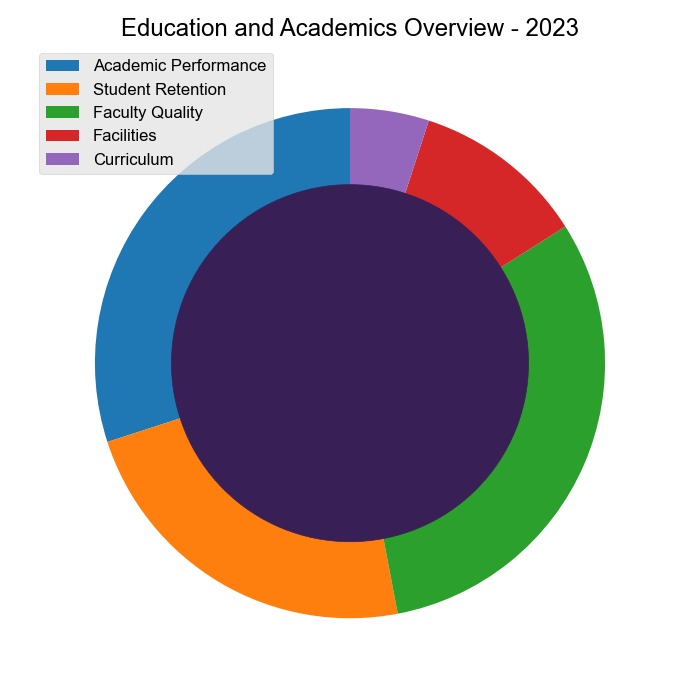 Education and Academics Overview - 2023
Academic Performance
Student Retention
Faculty Quality
Facilities
Curriculum